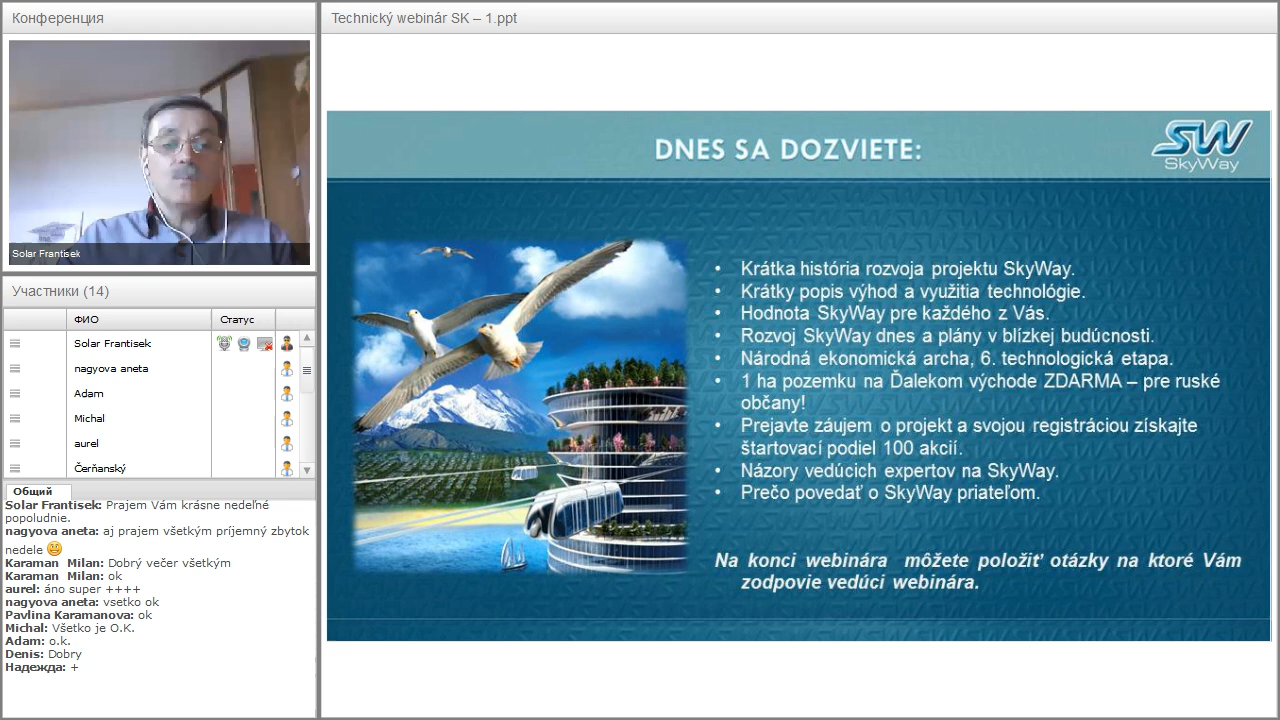 Конференция
Solar Frantisek
Участники (14)
ФИО
Статус
Solar Frantisek
nagyova aneta
Adam
Michal
aurel
Čerňanský
Общий
Solar Frantisek: Prajem Vám krásne nedeľné
popoludnie.
nagyova aneta: aj prajem všetkým príjemný zbytok
nedele
Karaman Milan: Dobrý večer všetkým
Karaman Milan: ok
aurel: áno super ++++
nagyova aneta: vsetko ok
Pavlina Karamanova: ok
Michal: Všetko je O.K.
Adam: o.k.
Denis: Dobry
Надежда: +
Technický webinár SK – 1.ppt
DNES SA DOZVIETE:
SW
SkyWay
• Krátka história rozvoja projektu SkyWay.
• Krátky popis výhod a využitia technológie.
• Hodnota SkyWay pre každého z Vás.
• Rozvoj SkyWay dnes a plány v blízkej budúcnosti.
• Národná ekonomická archa, 6. technologická etapa.
• 1 ha pozemku na Ďalekom východe ZDARMA – pre ruské
občany!
• Prejavte záujem o projekt a svojou registráciou získajte
štartovací podiel 100 akcií.
• Názory vedúcich expertov na SkyWay.
• Prečo povedať o SkyWay priateľom.
Na konci webinára môžete položiť otázky na ktoré Vám
zodpovie vedúci webinára.